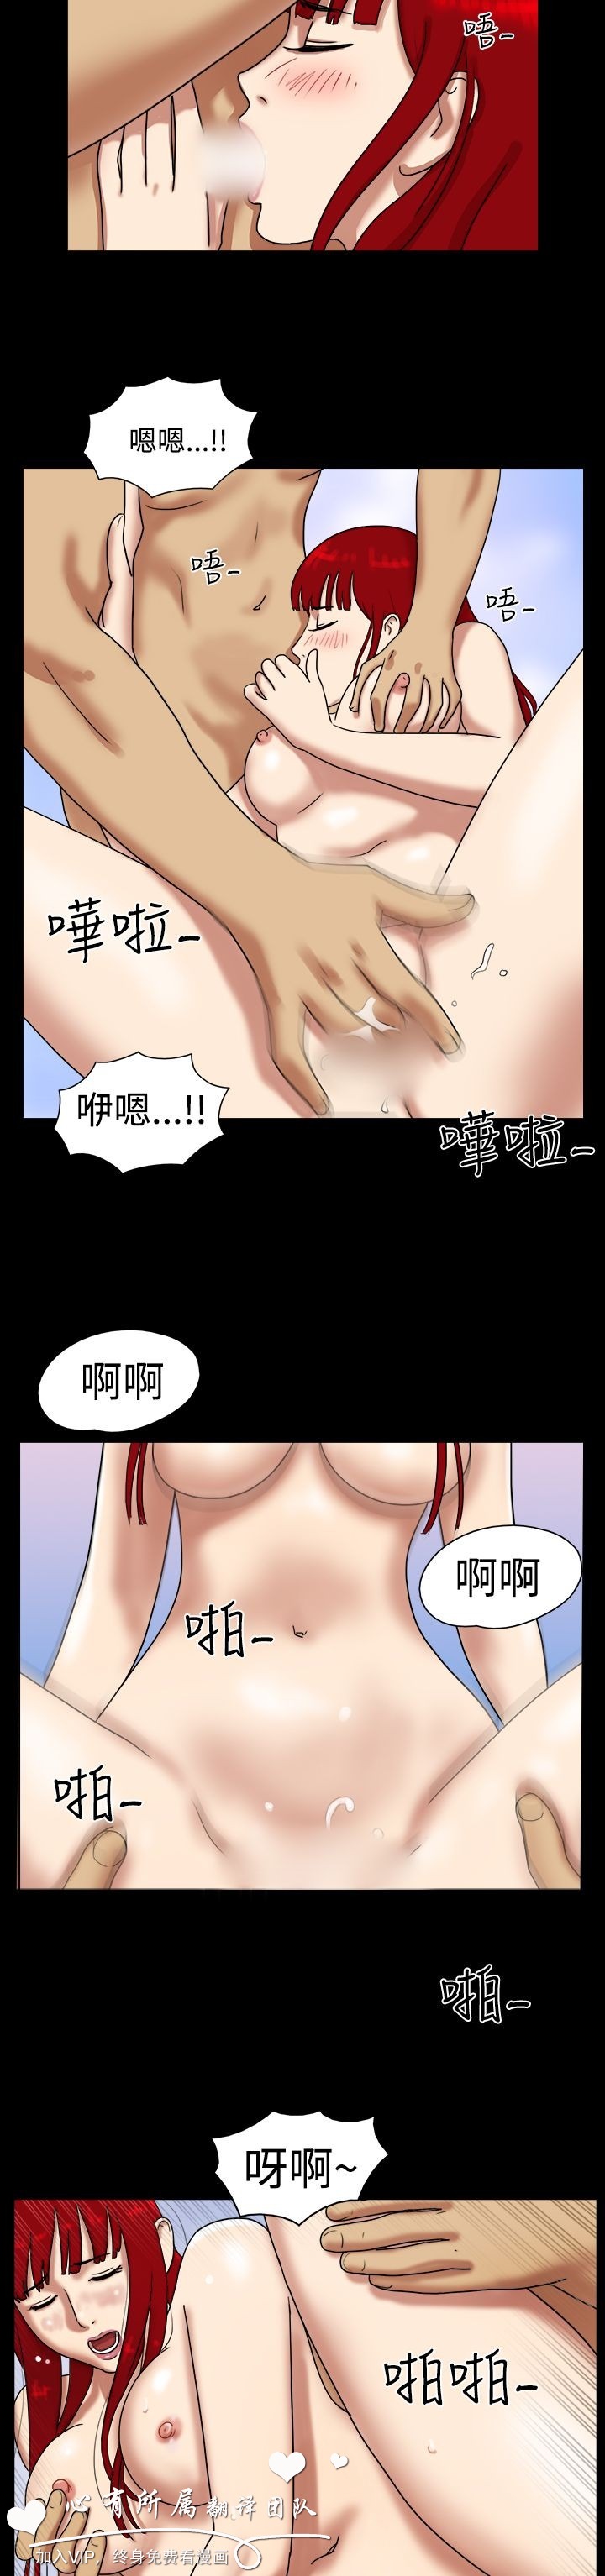 唔-
嗯嗯...!!
唔-
唔-
嘩啦-
咿嗯...!!
嘩啦-
啊啊
啊啊
啪-
啪-
啪-
呀啊~
啪啪-
心有所属翻译团队
加入VIP，终身免费看漫画